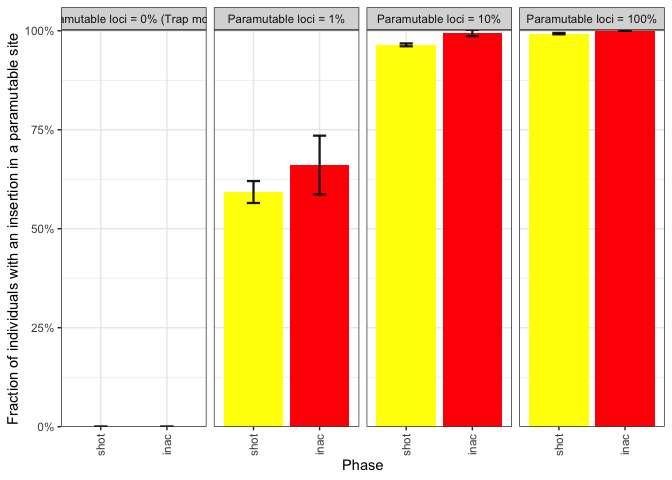 amutable loci = 0% (Trap mo
Paramutable loci = 1%
Paramutable loci = 10%
Paramutable loci = 100%
Fraction of individuals with an insertion in a paramutable site
100%
75%
50%
25%
0%
shot
inac
shot
inac
shot
inac
shot
inac
Phase